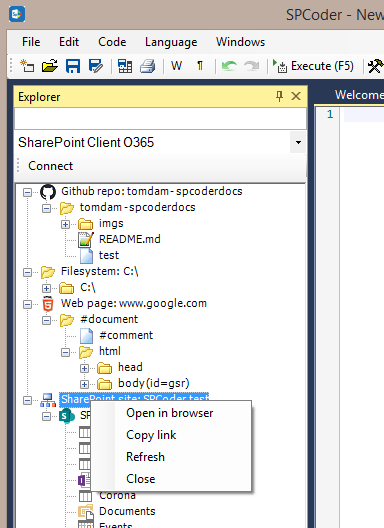 SPCoder - New
File Edit Code Language Windows
W ¶ Execute (F5)
Explorer
Welcome
SharePoint Client O365
1
Connect
Github repo: tomdam-spcoderdocs
tomdam-spcoderdocs
imgs
README.md
test
Filesystem: C:\
C:\
Web page: www.google.com
#document
#comment
html
head
body(id=gsr)
SharePoint site: SPCoder test
SP
Open in browser
Copy link
Refresh
Close
Corona
Documents
Events